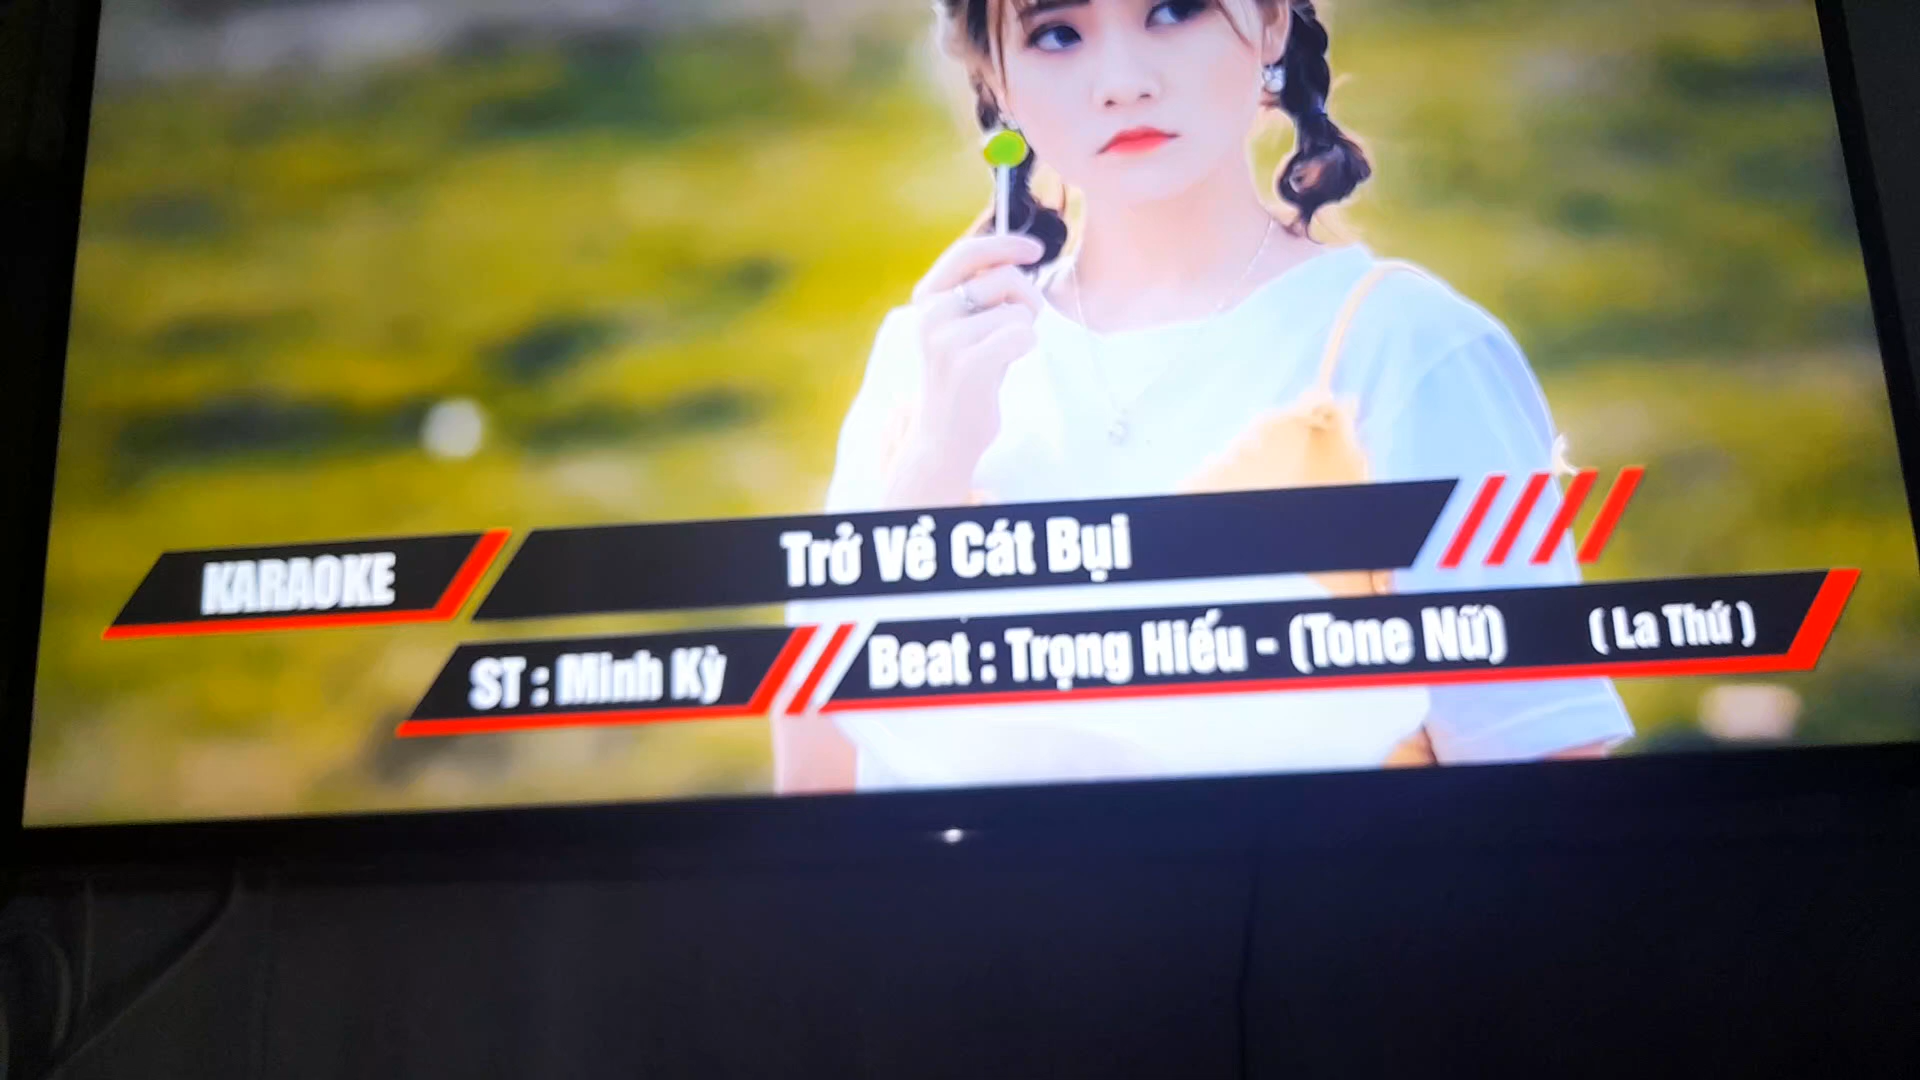 KARAOKE Trở Về Cát Bụi
ST : Minh Kỳ Beat : Trọng Hiếu - (Tone Nữ) ( La Thứ )